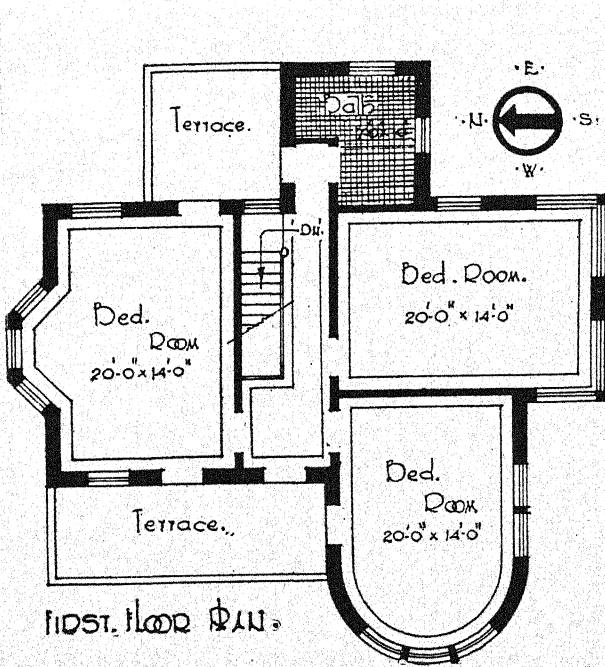 ·E·
·N· ·S·
·W·
Terrace.
Bath
DN.
Bed. Room.
20'-0" x 14'-0"
Bed.
Room
20'-0" x 14'-0"
Bed.
Room
20'-0" x 14'-0"
Terrace.
FIRST. FLOOR PLAN.